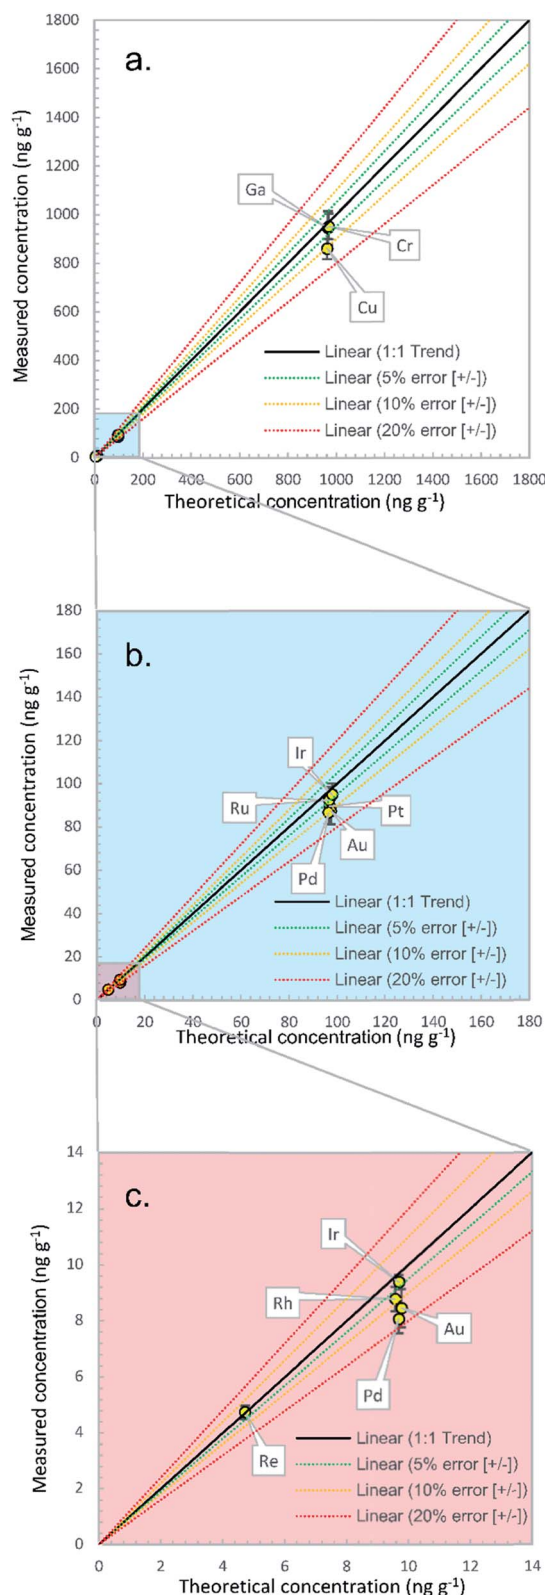 1800
a.
1600
1400
1200
Ga
1000
Cr
800
Cu
600
Linear (1:1 Trend)
400
Linear (5% error [+/-])
Linear (10% error [+/-])
200
Linear (20% error [+/-])
0
0 200 400 600 800 1000 1200 1400 1600 1800
Measured concentration (ng g⁻¹)
Theoretical concentration (ng g⁻¹)
180
b.
160
140
120
Ir
100
Ru
Pt
80
Au
Pd
60
Linear (1:1 Trend)
40
Linear (5% error [+/-])
Linear (10% error [+/-])
20
Linear (20% error [+/-])
0
0 20 40 60 80 100 120 140 160 180
Measured concentration (ng g⁻¹)
Theoretical concentration (ng g⁻¹)
14
c.
12
Ir
10
Rh
8
Au
Pd
6
4
Re
Linear (1:1 Trend)
Linear (5% error [+/-])
2
Linear (10% error [+/-])
Linear (20% error [+/-])
0
0 2 4 6 8 10 12 14
Measured concentration (ng g⁻¹)
Theoretical concentration (ng g⁻¹)